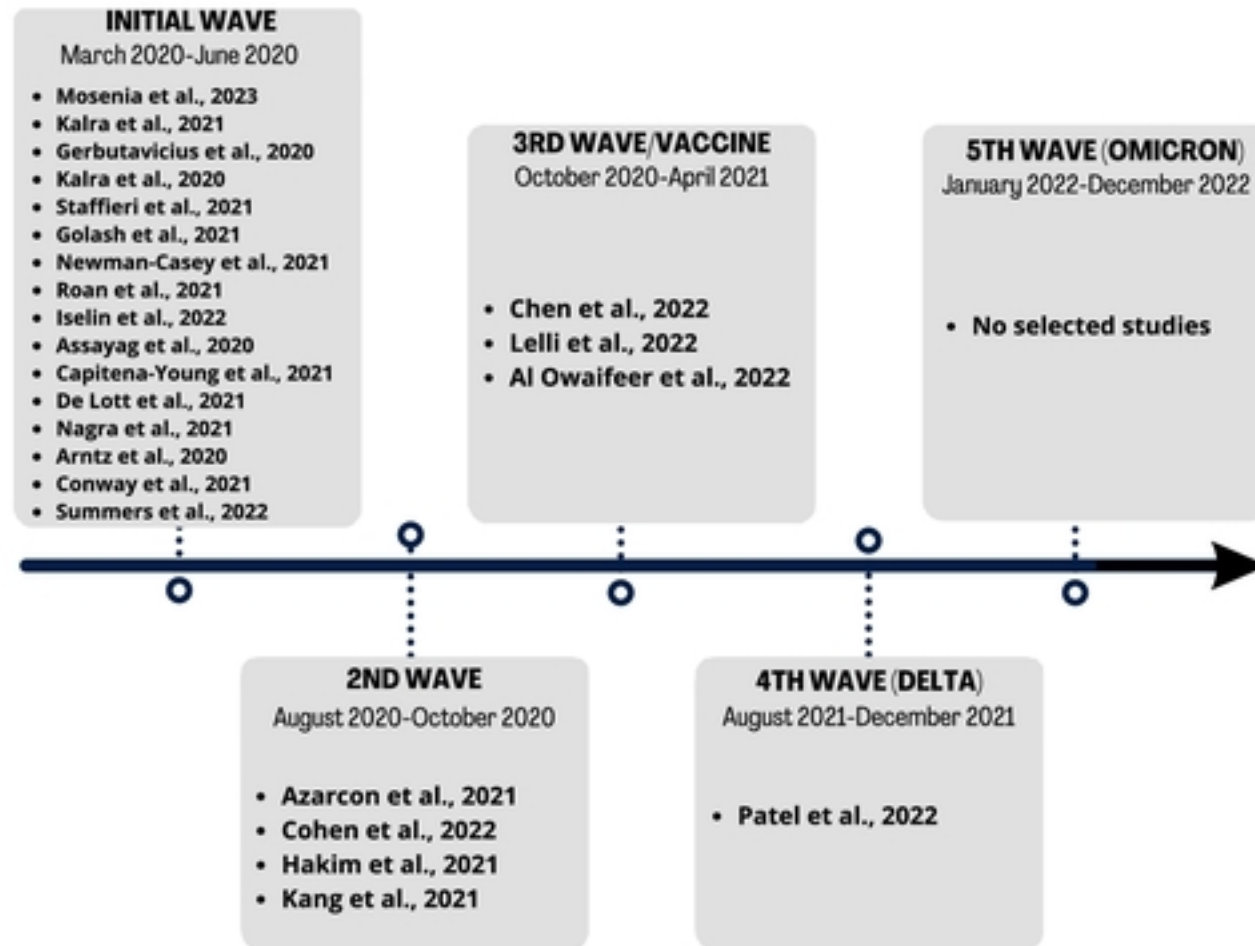 INITIAL WAVE
March 2020-June 2020
• Mosenia et al., 2023
• Kalra et al., 2021
• Gerbutavicius et al., 2020
• Kalra et al., 2020
• Staffieri et al., 2021
• Golash et al., 2021
• Newman-Casey et al., 2021
• Roan et al., 2021
• Iselin et al., 2022
• Assayag et al., 2020
• Capitena-Young et al., 2021
• De Lott et al., 2021
• Nagra et al., 2021
• Arntz et al., 2020
• Conway et al., 2021
• Summers et al., 2022
2ND WAVE
August 2020-October 2020
• Azarcon et al., 2021
• Cohen et al., 2022
• Hakim et al., 2021
• Kang et al., 2021
3RD WAVE/VACCINE
October 2020-April 2021
• Chen et al., 2022
• Lelli et al., 2022
• Al Owaifeer et al., 2022
4TH WAVE (DELTA)
August 2021-December 2021
• Patel et al., 2022
5TH WAVE (OMICRON)
January 2022-December 2022
• No selected studies